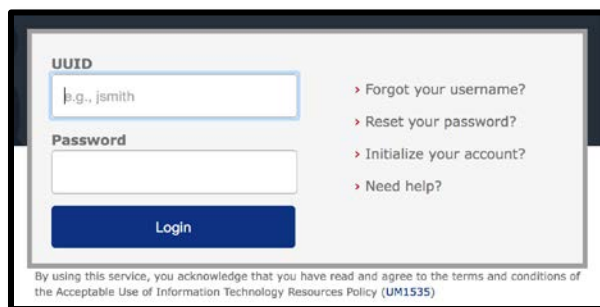 UUID
e.g., jsmith
Password
Login
› Forgot your username?
› Reset your password?
› Initialize your account?
› Need help?
By using this service, you acknowledge that you have read and agree to the terms and conditions of
the Acceptable Use of Information Technology Resources Policy (UM1535)